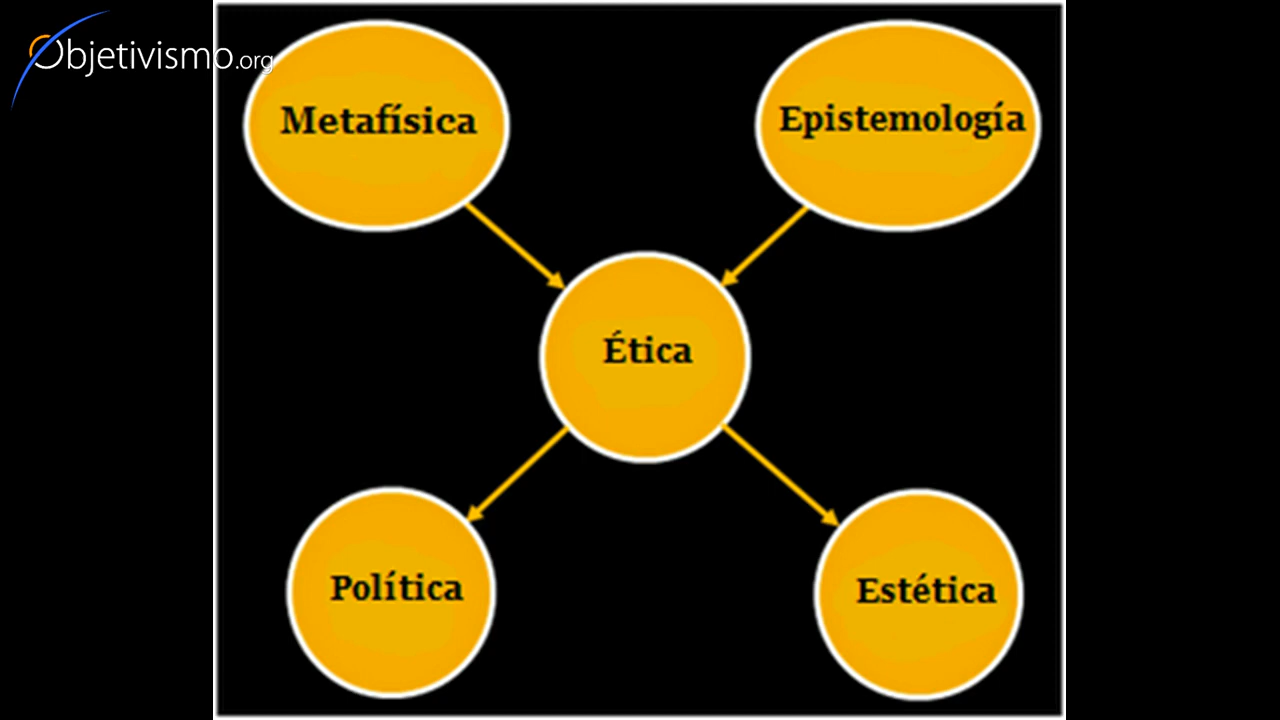 Objetivismo.org
Metafísica
Epistemología
Ética
Política
Estética